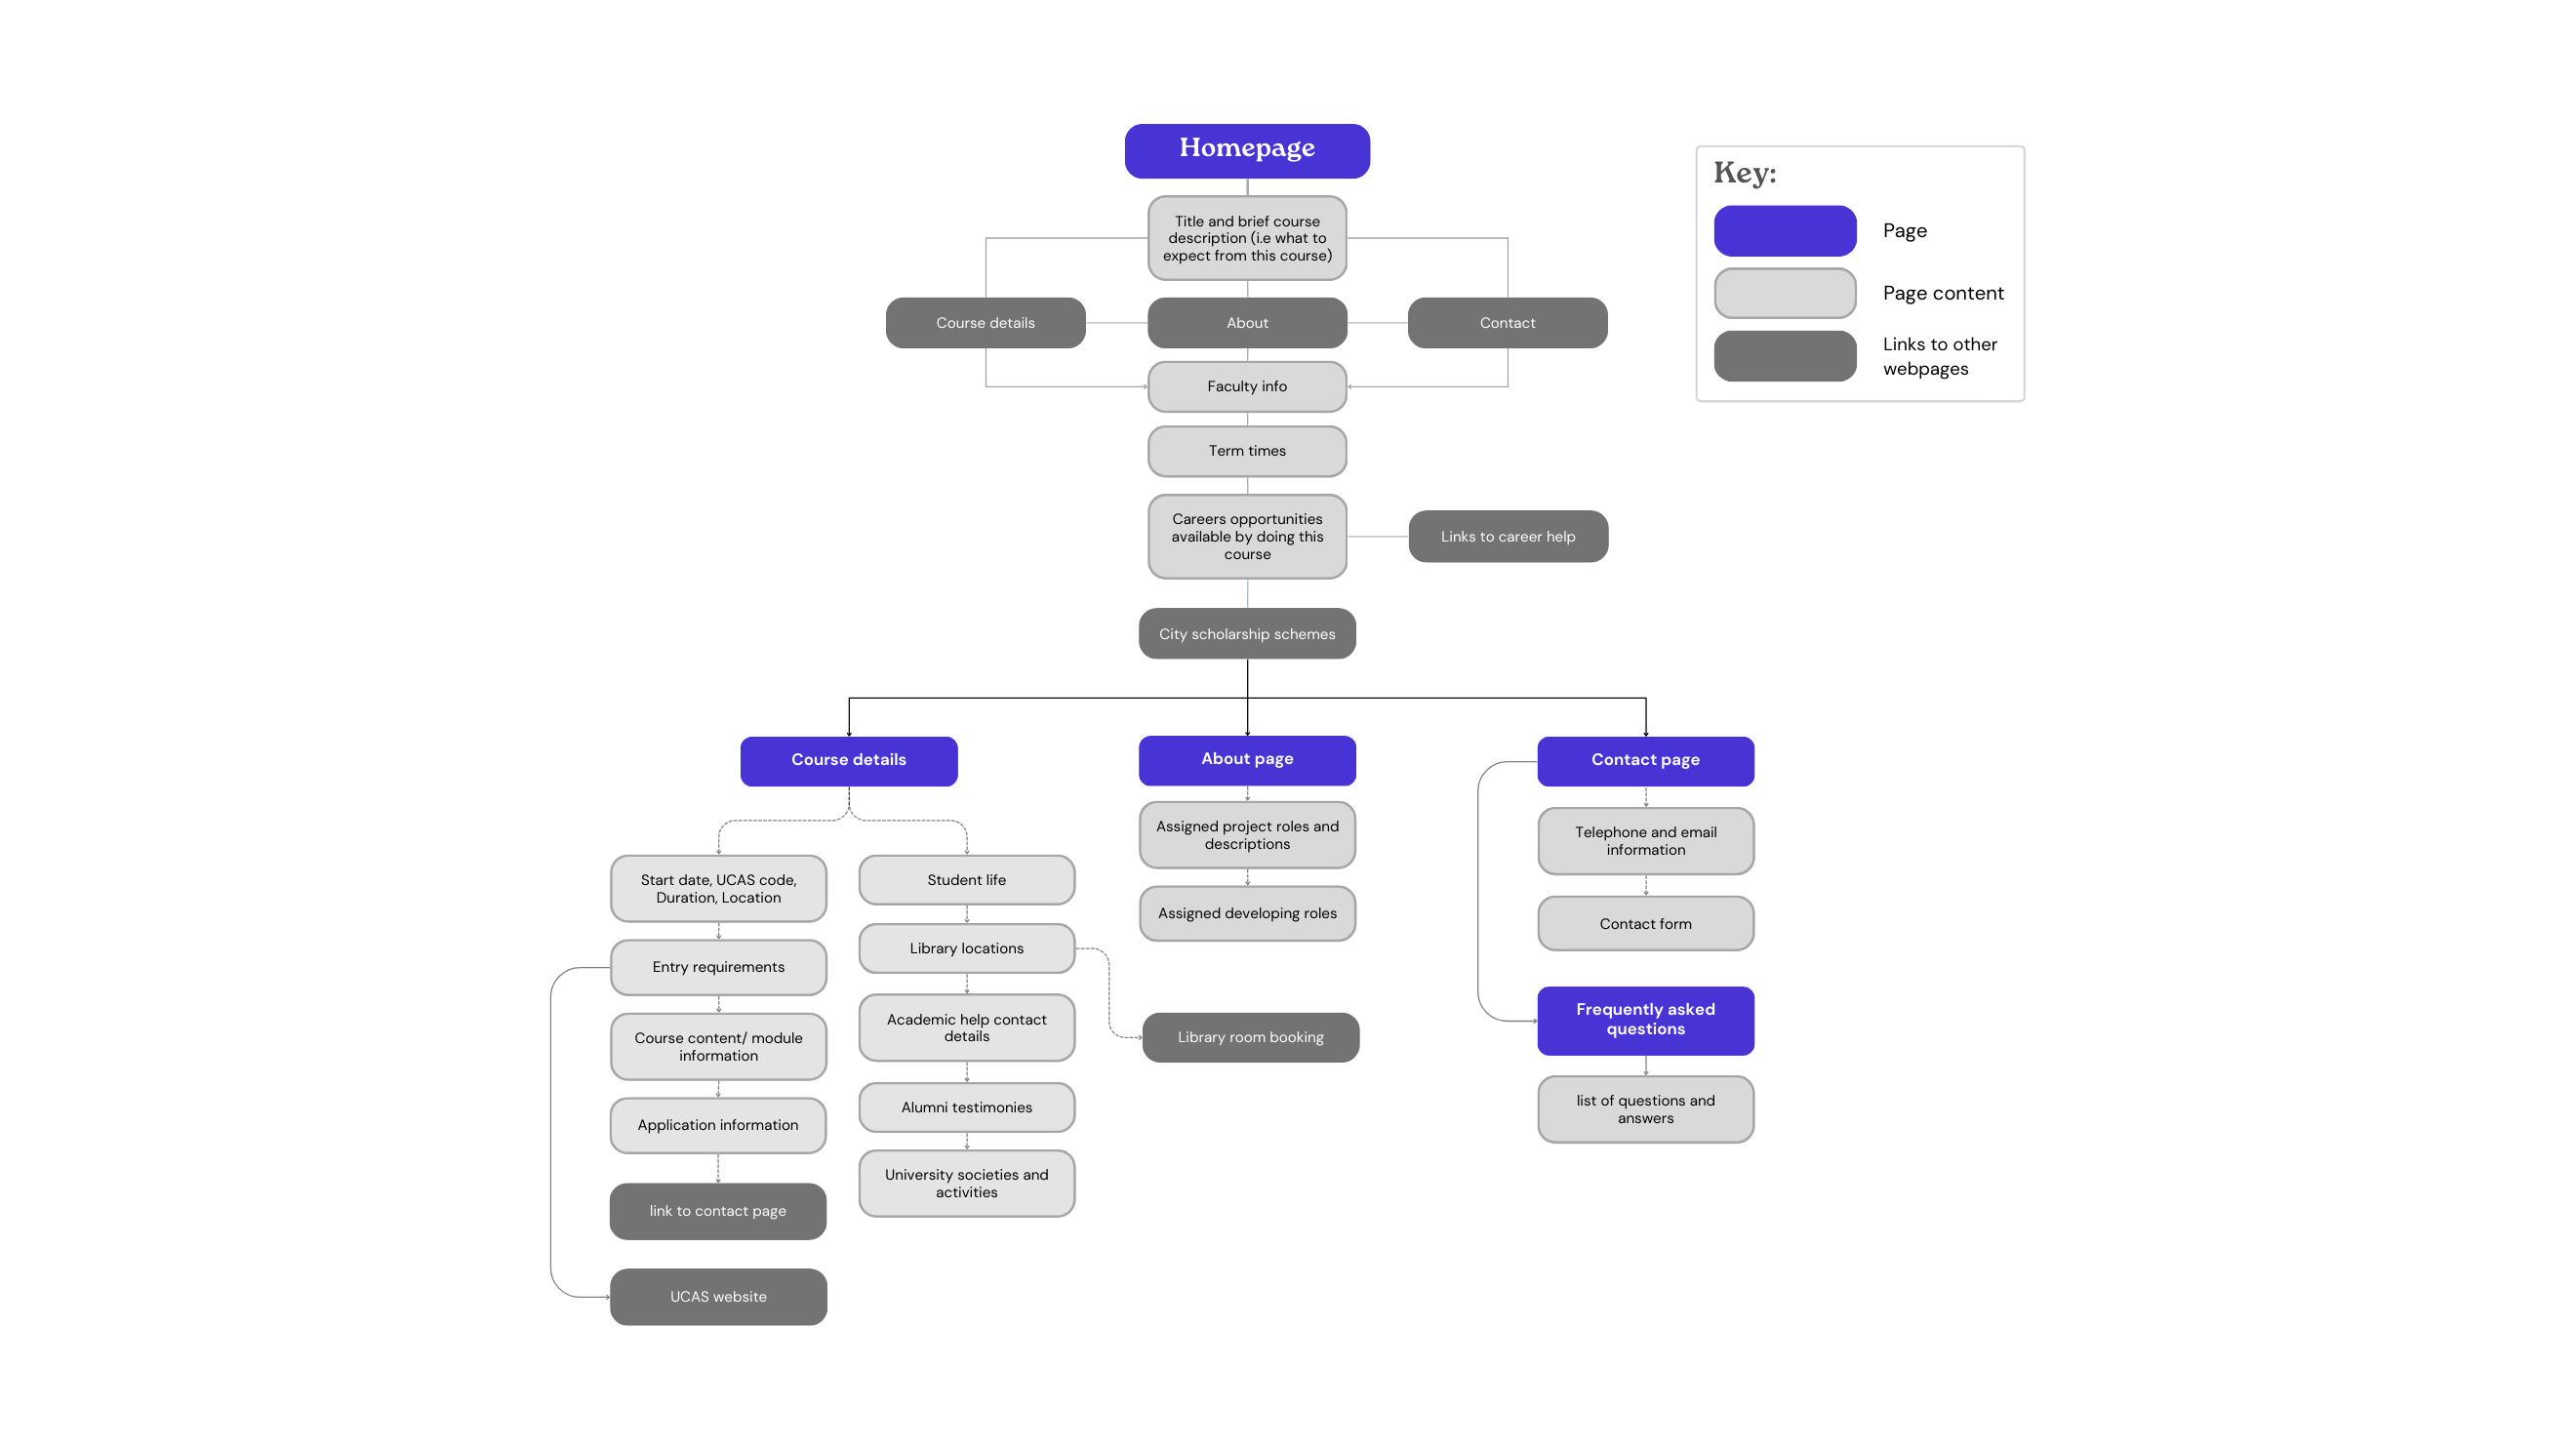 Homepage
Key:
Page
Page content
Links to other
webpages
Title and brief course
description (i.e what to
expect from this course)
Course details
About
Contact
Faculty info
Term times
Careers opportunities
available by doing this
course
Links to career help
City scholarship schemes
Course details
About page
Contact page
Start date, UCAS code,
Duration, Location
Entry requirements
Course content/ module
information
Application information
link to contact page
UCAS website
Student life
Library locations
Academic help contact
details
Alumni testimonies
University societies and
activities
Assigned project roles and
descriptions
Assigned developing roles
Library room booking
Telephone and email
information
Contact form
Frequently asked
questions
list of questions and
answers